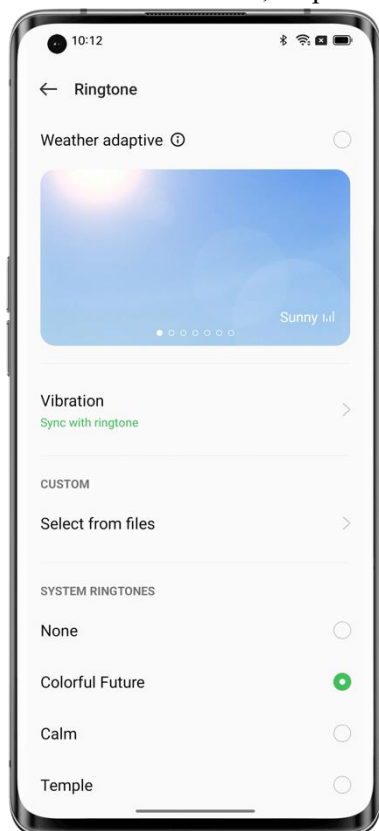 10:12
Ringtone
Weather adaptive
Sunny
Vibration
Sync with ringtone
CUSTOM
Select from files
SYSTEM RINGTONES
None
Colorful Future
Calm
Temple